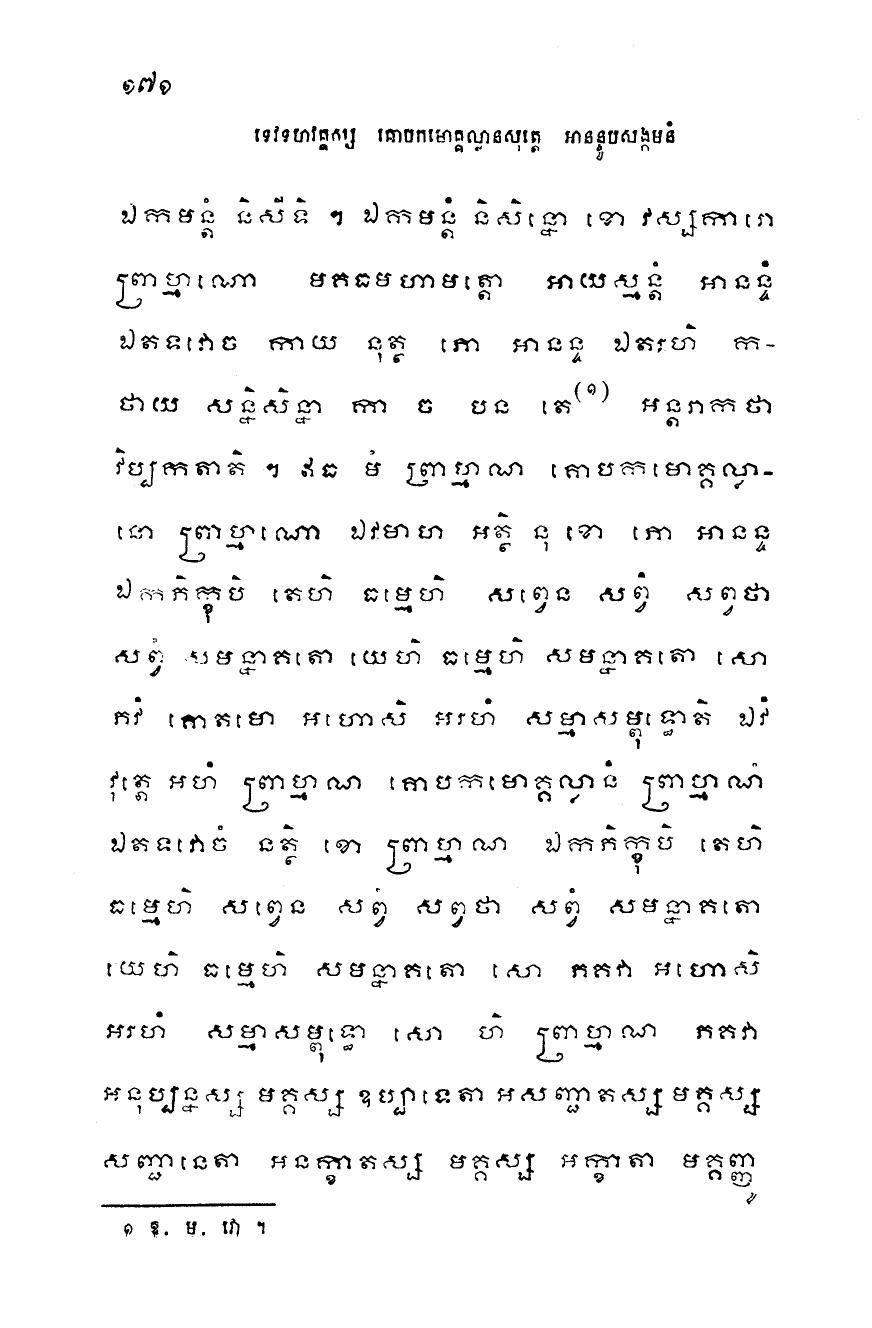 ១៧១
ទេវទហវគ្គស្ស គោបកមោគ្គល្លានសុត្តេ អានន្ទូបសង្កមនំ
ឯកមន្តំ និសីទិ ។ ឯកមន្តំ និសិន្នោ ខោ វស្សការោ
ព្រាហ្មណោ មគធមហាមត្តោ អាយស្មន្តំ អានន្ទំ
ឯតទវោច កាយ នុត្ថ ភោ អានន្ទ ឯតរហិ ក-
ថាយ សន្និសិន្នា កា ច បន តេ(១) អន្តរាកថា
វិប្បកតាតិ ។ ឥធ មំ ព្រាហ្មណ គោបកមោគ្គល្លា-
នោ ព្រាហ្មណោ ឯវមាហ អត្ថិ នុ ខោ ភោ អានន្ទ
ឯកភិក្ខុបិ តេហិ ធម្មេហិ សព្វេន សព្វំ សព្វថា
សព្វំ សមន្នាគតោ យេហិ ធម្មេហិ សមន្នាគតោ សោ
ភវំ គោតមោ អហោសិ អរហំ សម្មាសម្ពុទ្ធោតិ ឯវំ
វុត្តេ អហំ ព្រាហ្មណ គោបកមោគ្គល្លានំ ព្រាហ្មណំ
ឯតទវោចំ នត្ថិ ខោ ព្រាហ្មណ ឯកភិក្ខុបិ តេហិ
ធម្មេហិ សព្វេន សព្វំ សព្វថា សព្វំ សមន្នាគតោ
យេហិ ធម្មេហិ សមន្នាគតោ សោ ភគវា អហោសិ
អរហំ សម្មាសម្ពុទ្ធោ សោ ហិ ព្រាហ្មណ ភគវា
អនុប្បន្នស្ស មគ្គស្ស ឧប្បាទេតា អសញ្ជាតស្ស មគ្គស្ស
សញ្ជានេតា អនក្ខាតស្ស មគ្គស្ស អក្ខាតា មគ្គញ្ញូ
១ ឱ. ម. វោ ។